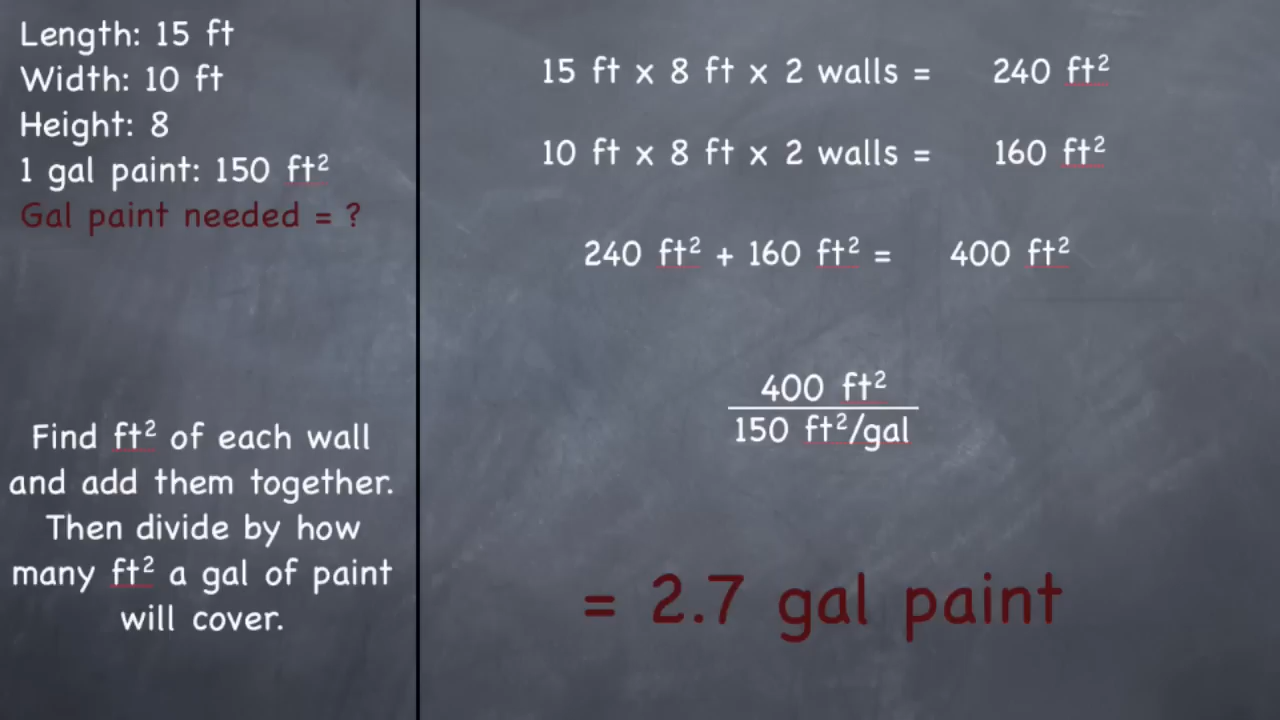 Length: 15 ft
Width: 10 ft
Height: 8
1 gal paint: 150 ft²
Gal paint needed = ?
Find ft² of each wall
and add them together.
Then divide by how
many ft² a gal of paint
will cover.
15 ft x 8 ft x 2 walls = 240 ft²
10 ft x 8 ft x 2 walls = 160 ft²
240 ft² + 160 ft² = 400 ft²
400 ft²
150 ft²/gal
= 2.7 gal paint